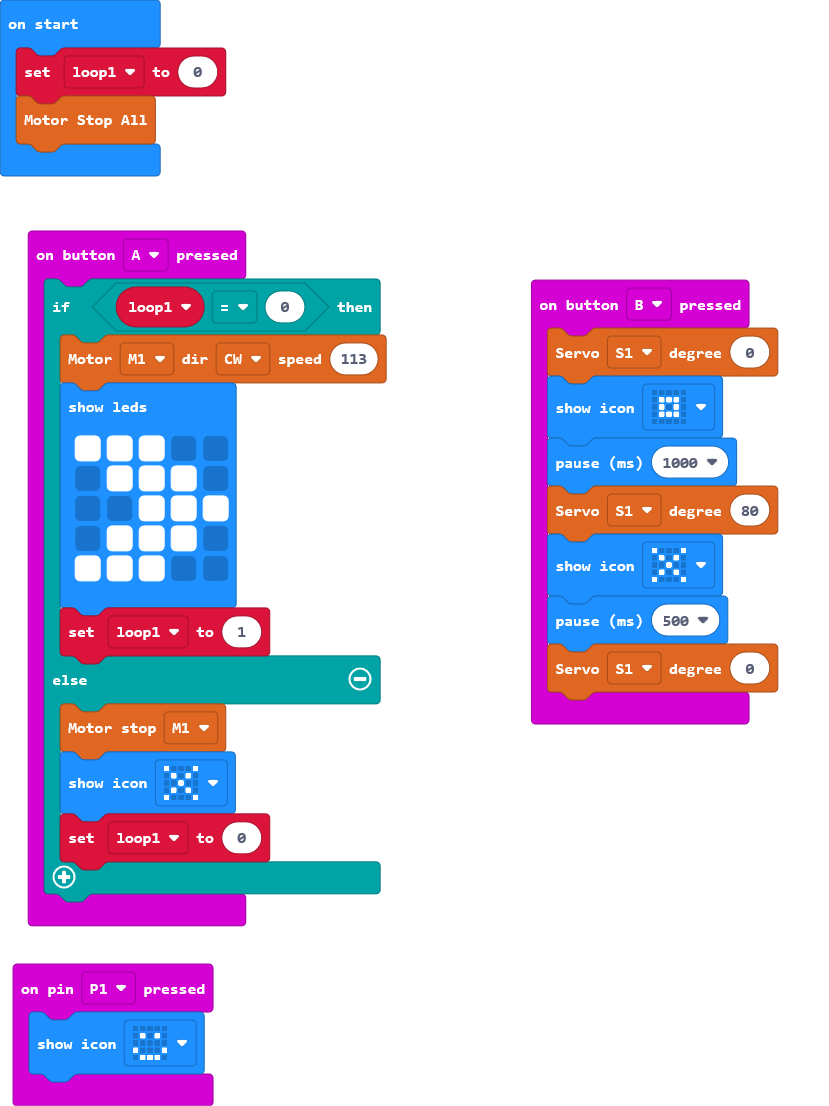 on start
set loop1 to 0
Motor Stop All
on button A pressed
if loop1 = 0 then
Motor M1 dir CW speed 113
show leds
set loop1 to 1
else
Motor stop M1
show icon
set loop1 to 0
on button B pressed
Servo S1 degree 0
show icon
pause (ms) 1000
Servo S1 degree 80
show icon
pause (ms) 500
Servo S1 degree 0
on pin P1 pressed
show icon